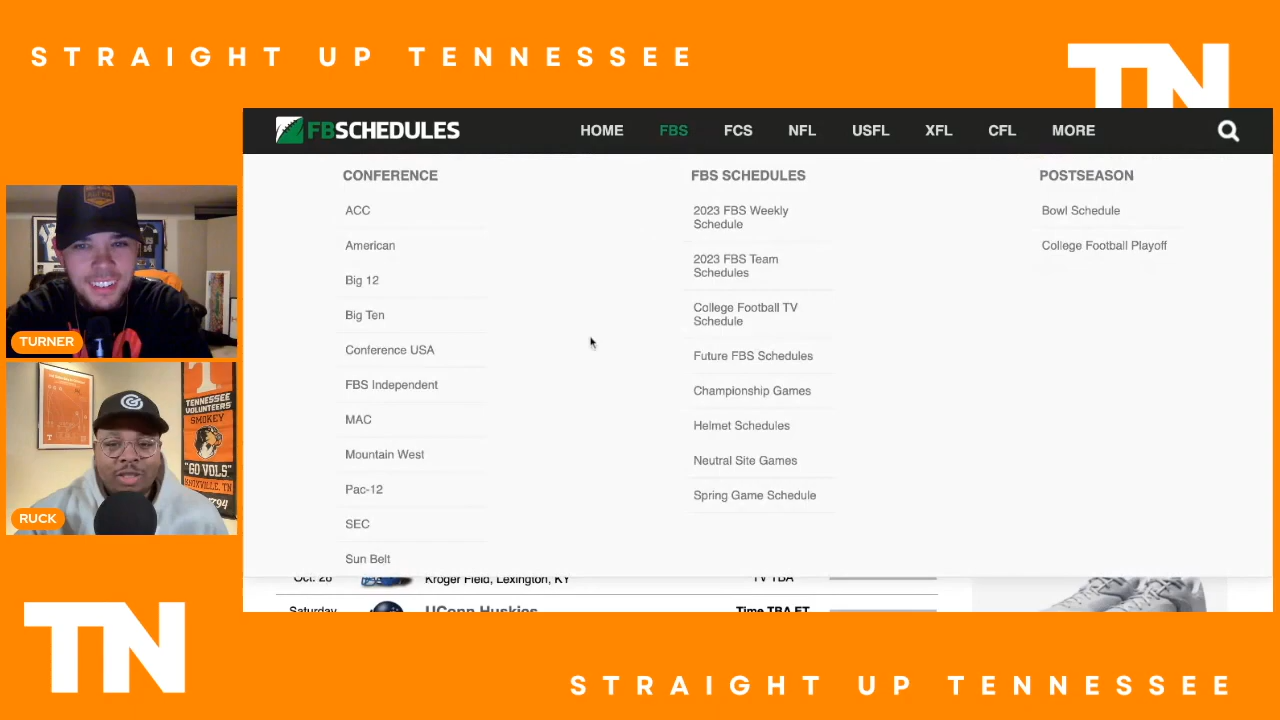 STRAIGHT UP TENNESSEE
TN
FBSCHEDULES
HOME FBS FCS NFL USFL XFL CFL MORE
CONFERENCE
ACC
American
Big 12
Big Ten
Conference USA
FBS Independent
MAC
Mountain West
Pac-12
SEC
Sun Belt
FBS SCHEDULES
2023 FBS Weekly
Schedule
2023 FBS Team
Schedules
College Football TV
Schedule
Future FBS Schedules
Championship Games
Helmet Schedules
Neutral Site Games
Spring Game Schedule
POSTSEASON
Bowl Schedule
College Football Playoff
Oct. 28 Kroger Field, Lexington, KY TV TBA
Saturday UConn Huskies Time TBA ET
TURNER
T
TENNESSEE
VOLUNTEERS
SMOKEY
"GO VOLS"
KNOXVILLE, TN
1794
RUCK
TN
STRAIGHT UP TENNESSEE